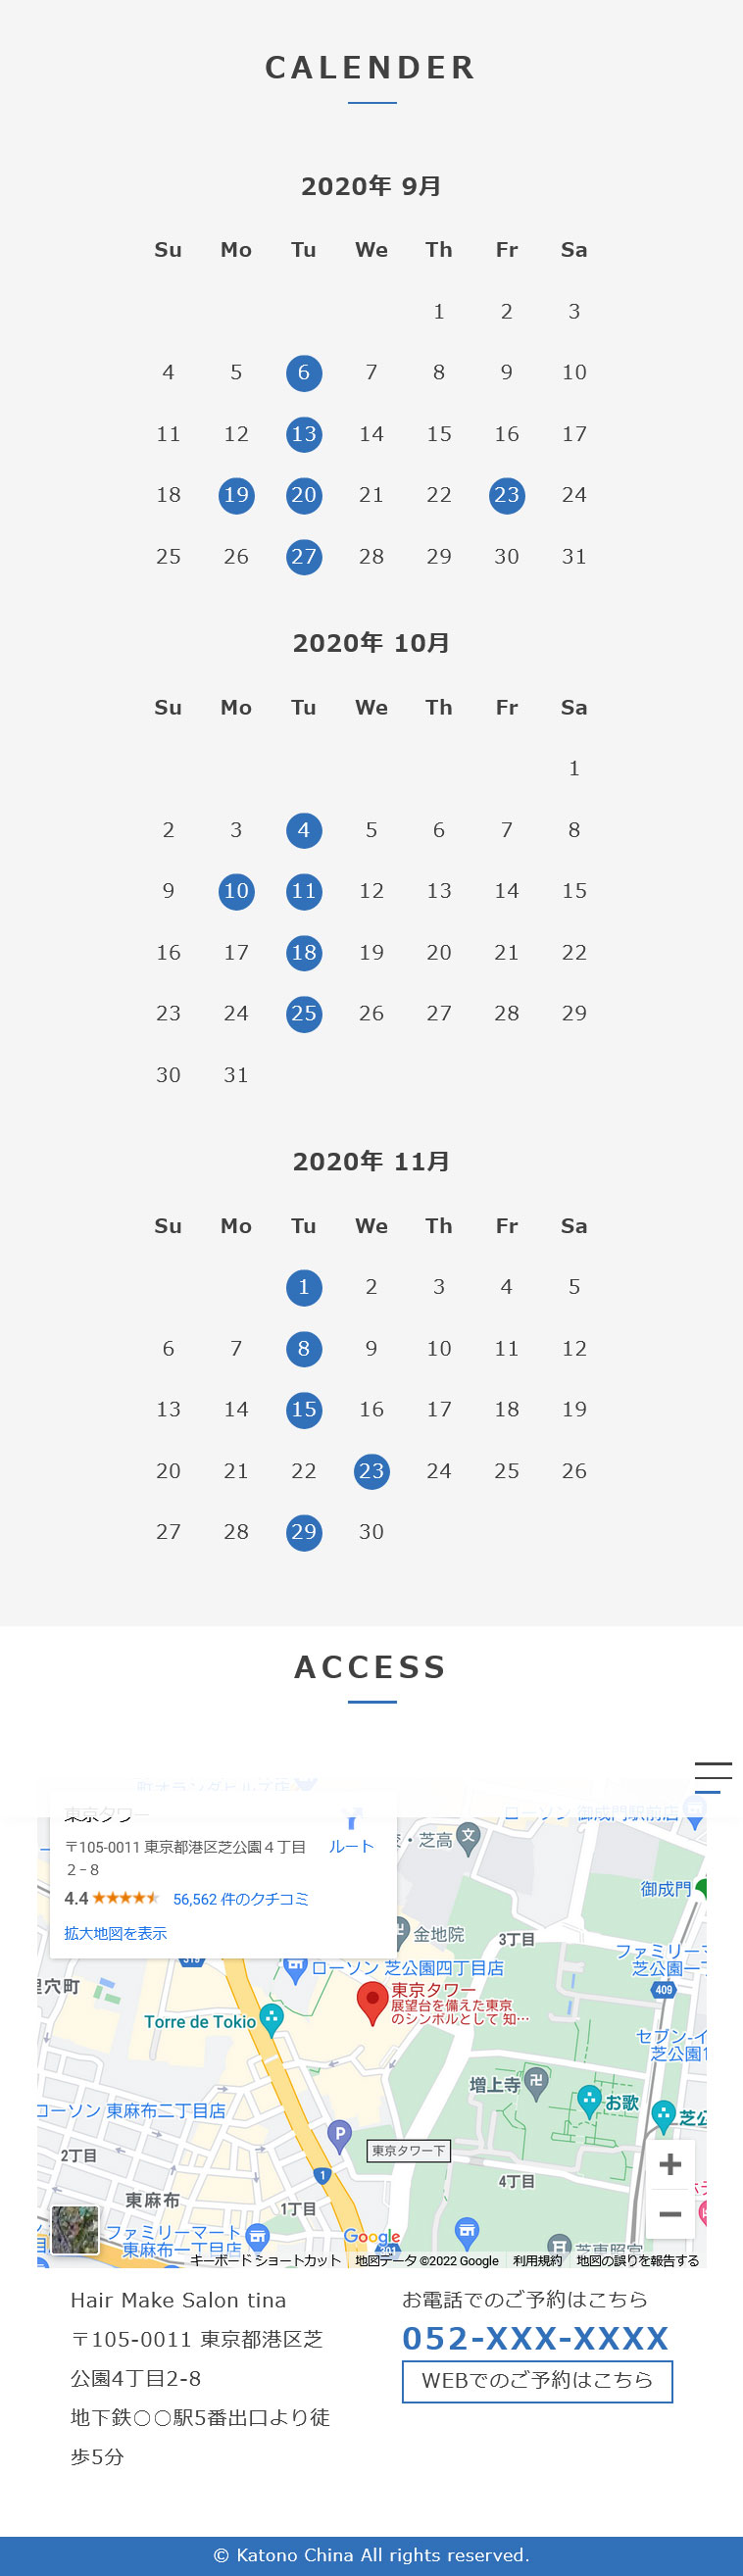 CALENDER
2020年 9月
Su Mo Tu We Th Fr Sa
1 2 3
4 5 6 7 8 9 10
11 12 13 14 15 16 17
18 19 20 21 22 23 24
25 26 27 28 29 30 31
2020年 10月
Su Mo Tu We Th Fr Sa
1
2 3 4 5 6 7 8
9 10 11 12 13 14 15
16 17 18 19 20 21 22
23 24 25 26 27 28 29
30 31
2020年 11月
Su Mo Tu We Th Fr Sa
1 2 3 4 5
6 7 8 9 10 11 12
13 14 15 16 17 18 19
20 21 22 23 24 25 26
27 28 29 30
ACCESS
東京タワー
〒105-0011 東京都港区芝公園４丁目
２−８
ルート
4.4 56,562 件のクチコミ
拡大地図を表示
ローソン 御成門駅前店
・芝高
文
御成門
金地院
3丁目
ファミリーマ
芝公園一丁
409
ローソン 芝公園四丁目店
東京タワー
展望台を備えた東京
のシンボルとして 知…
穴町
Torre de Tokio
セブン-イ
芝公園1
増上寺
お歌
芝公
ローソン 東麻布二丁目店
P
東京タワー下
2丁目
1
4丁目
東麻布
1丁目
ファミリーマート
東麻布一丁目店
Google
301
芝東照宮
キーボード ショートカット 地図データ ©2022 Google 利用規約 地図の誤りを報告する
Hair Make Salon tina
〒105-0011 東京都港区芝
公園4丁目2-8
地下鉄○○駅5番出口より徒
歩5分
お電話でのご予約はこちら
052-XXX-XXXX
WEBでのご予約はこちら
© Katono China All rights reserved.